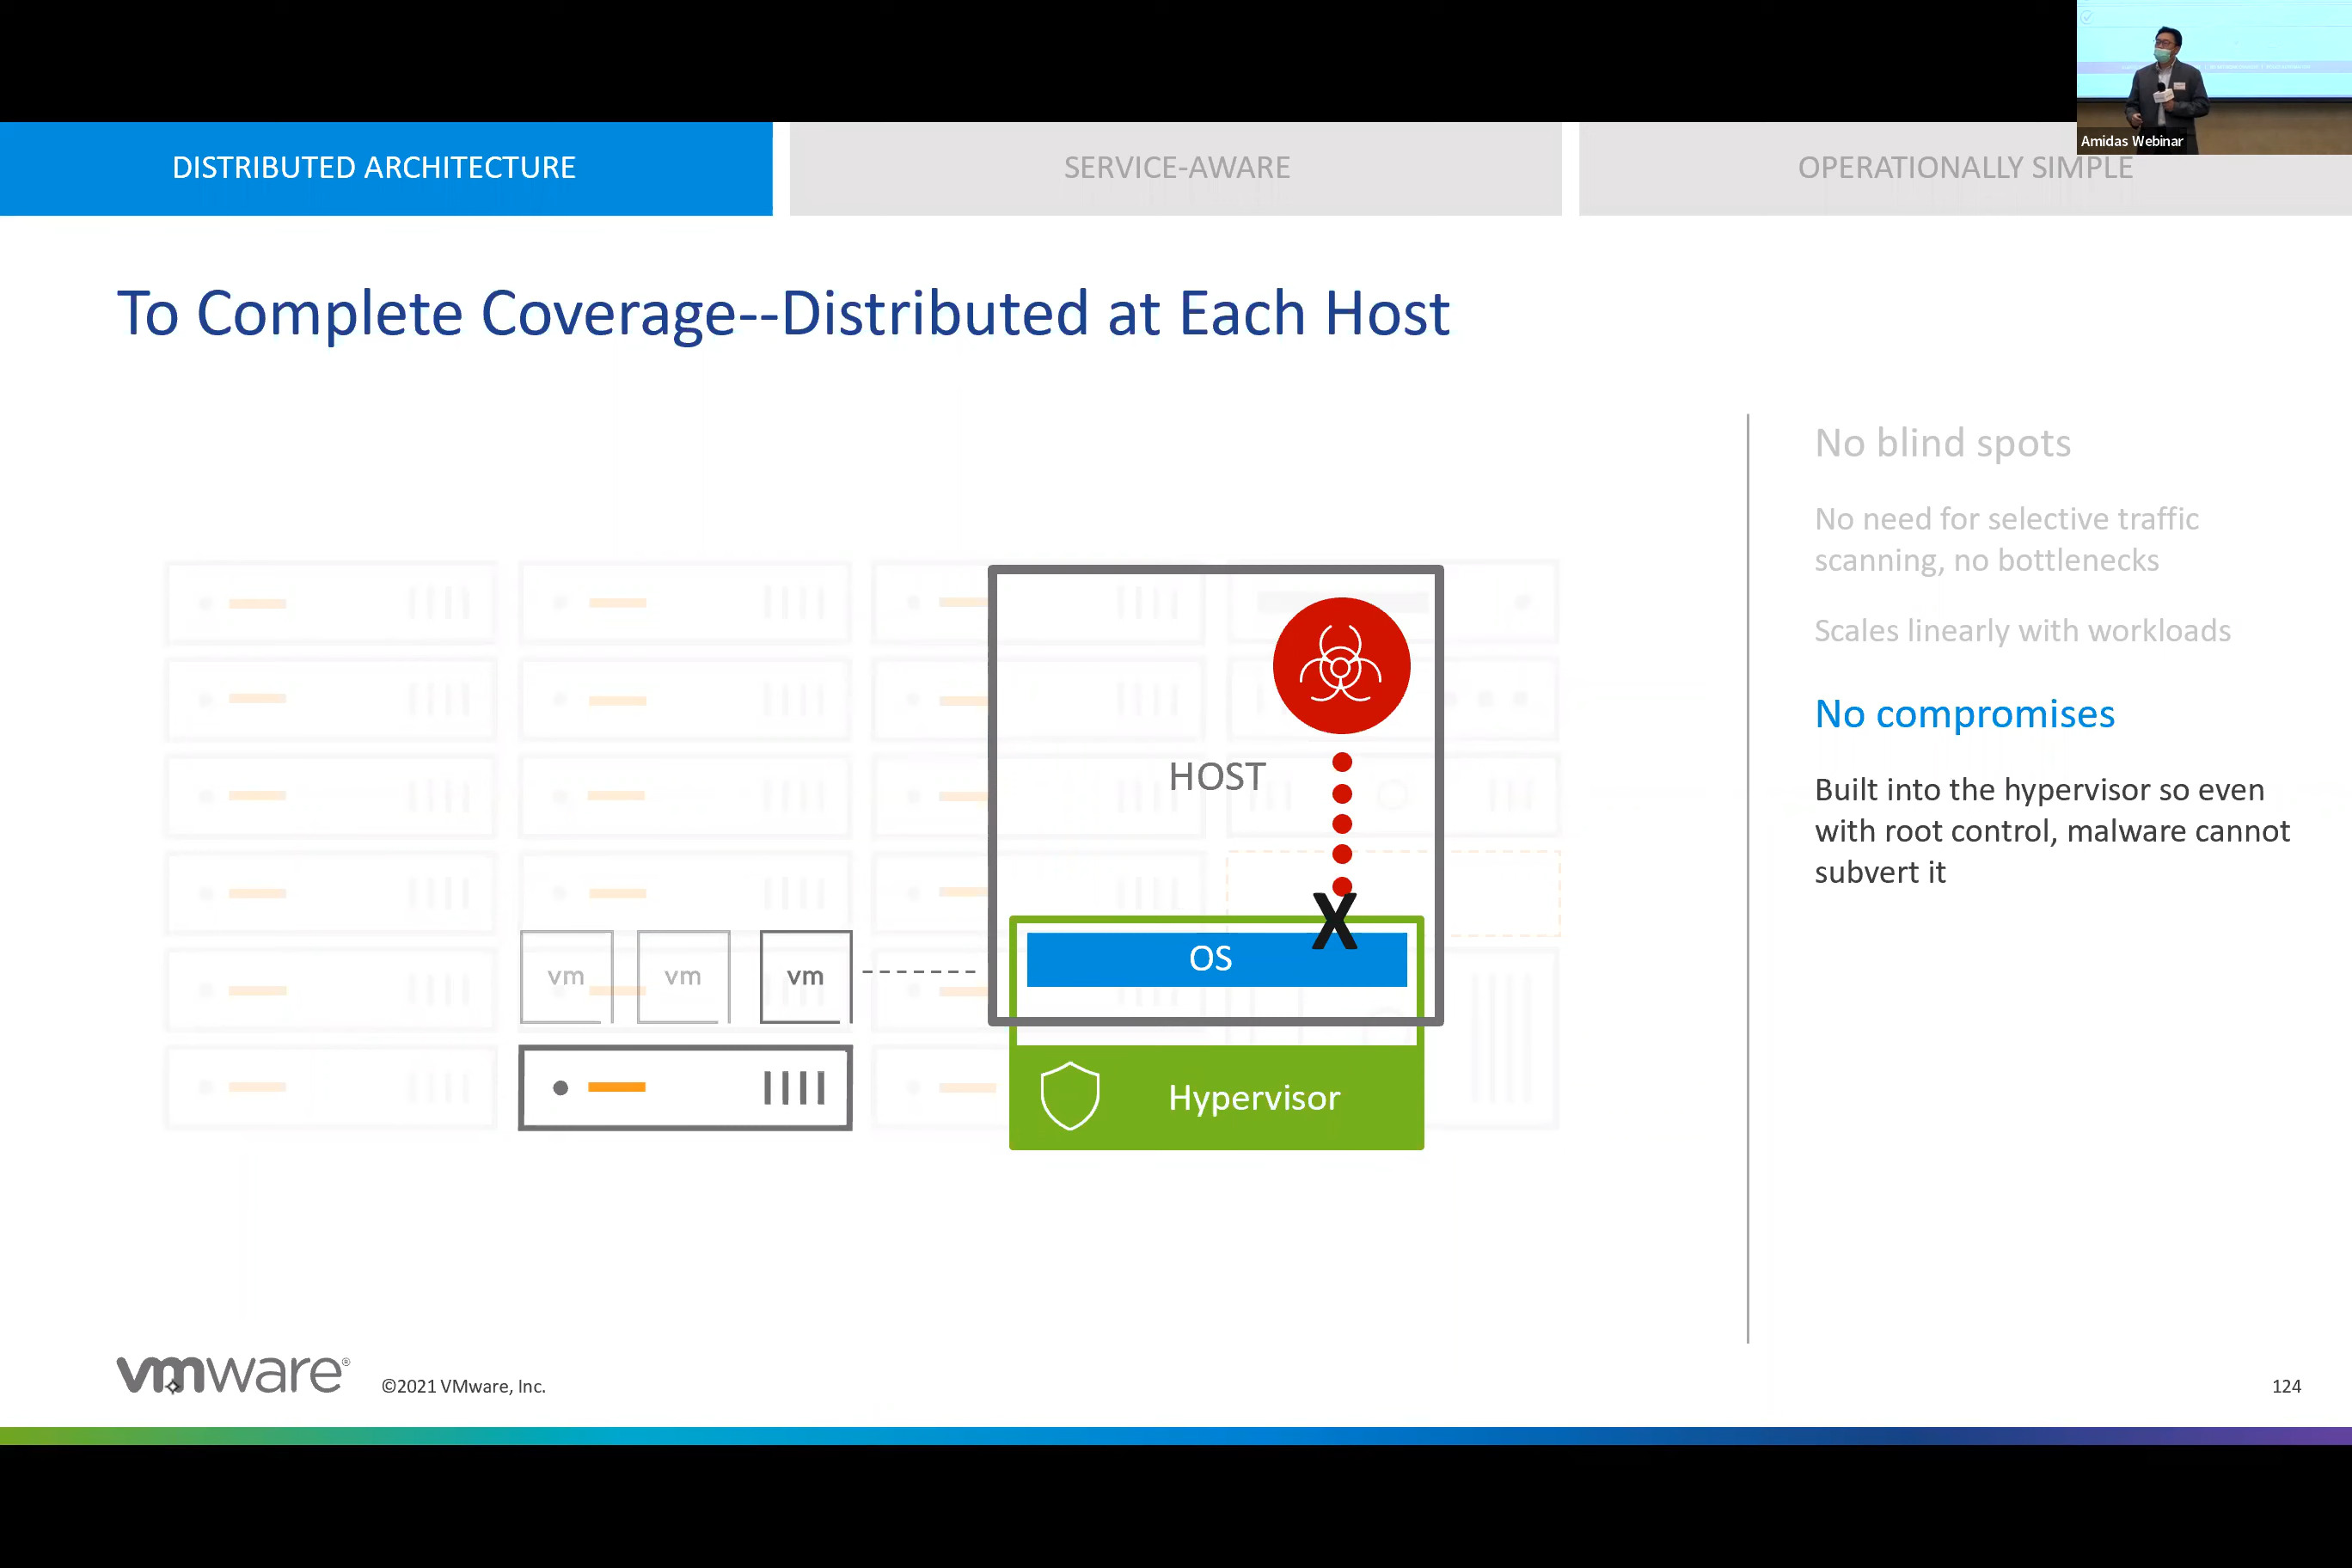 Amidas Webinar
DISTRIBUTED ARCHITECTURE
SERVICE-AWARE
OPERATIONALLY SIMPLE
To Complete Coverage--Distributed at Each Host
No blind spots
No need for selective traffic
scanning, no bottlenecks
Scales linearly with workloads
No compromises
Built into the hypervisor so even
with root control, malware cannot
subvert it
HOST
X
OS
vm
vm
vm
Hypervisor
vmware®
©2021 VMware, Inc.
124